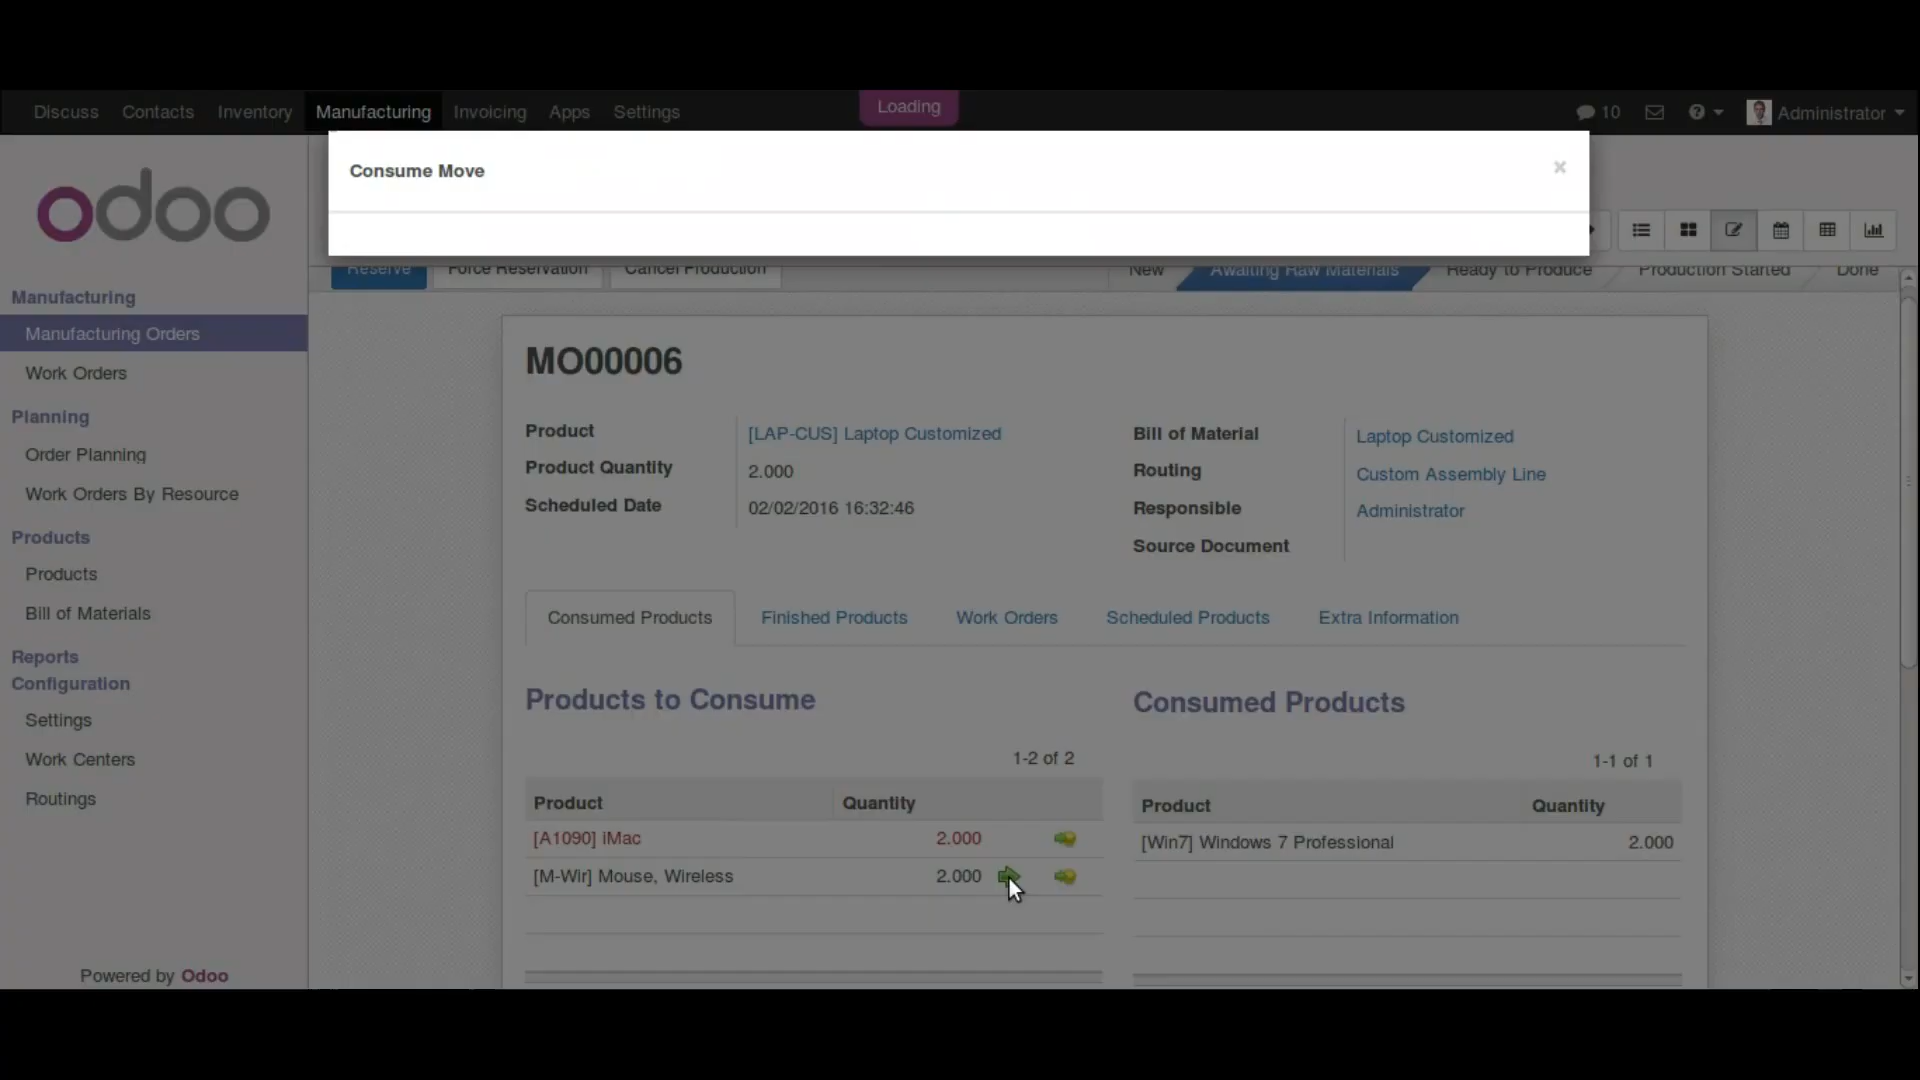 Discuss Contacts Inventory Manufacturing Invoicing Apps Settings Loading 10 Administrator
Consume Move ×
odoo
Reserve Force Reservation Cancel Production New Awaiting Raw Materials Ready to Produce Production Started Done
Manufacturing
Manufacturing Orders
Work Orders
Planning
Order Planning
Work Orders By Resource
Products
Products
Bill of Materials
Reports
Configuration
Settings
Work Centers
Routings
Powered by Odoo
MO00006
Product [LAP-CUS] Laptop Customized
Product Quantity 2.000
Scheduled Date 02/02/2016 16:32:46
Bill of Material Laptop Customized
Routing Custom Assembly Line
Responsible Administrator
Source Document
Consumed Products Finished Products Work Orders Scheduled Products Extra Information
Products to Consume
1-2 of 2
Product Quantity
[A1090] iMac 2.000
[M-Wir] Mouse, Wireless 2.000
Consumed Products
1-1 of 1
Product Quantity
[Win7] Windows 7 Professional 2.000